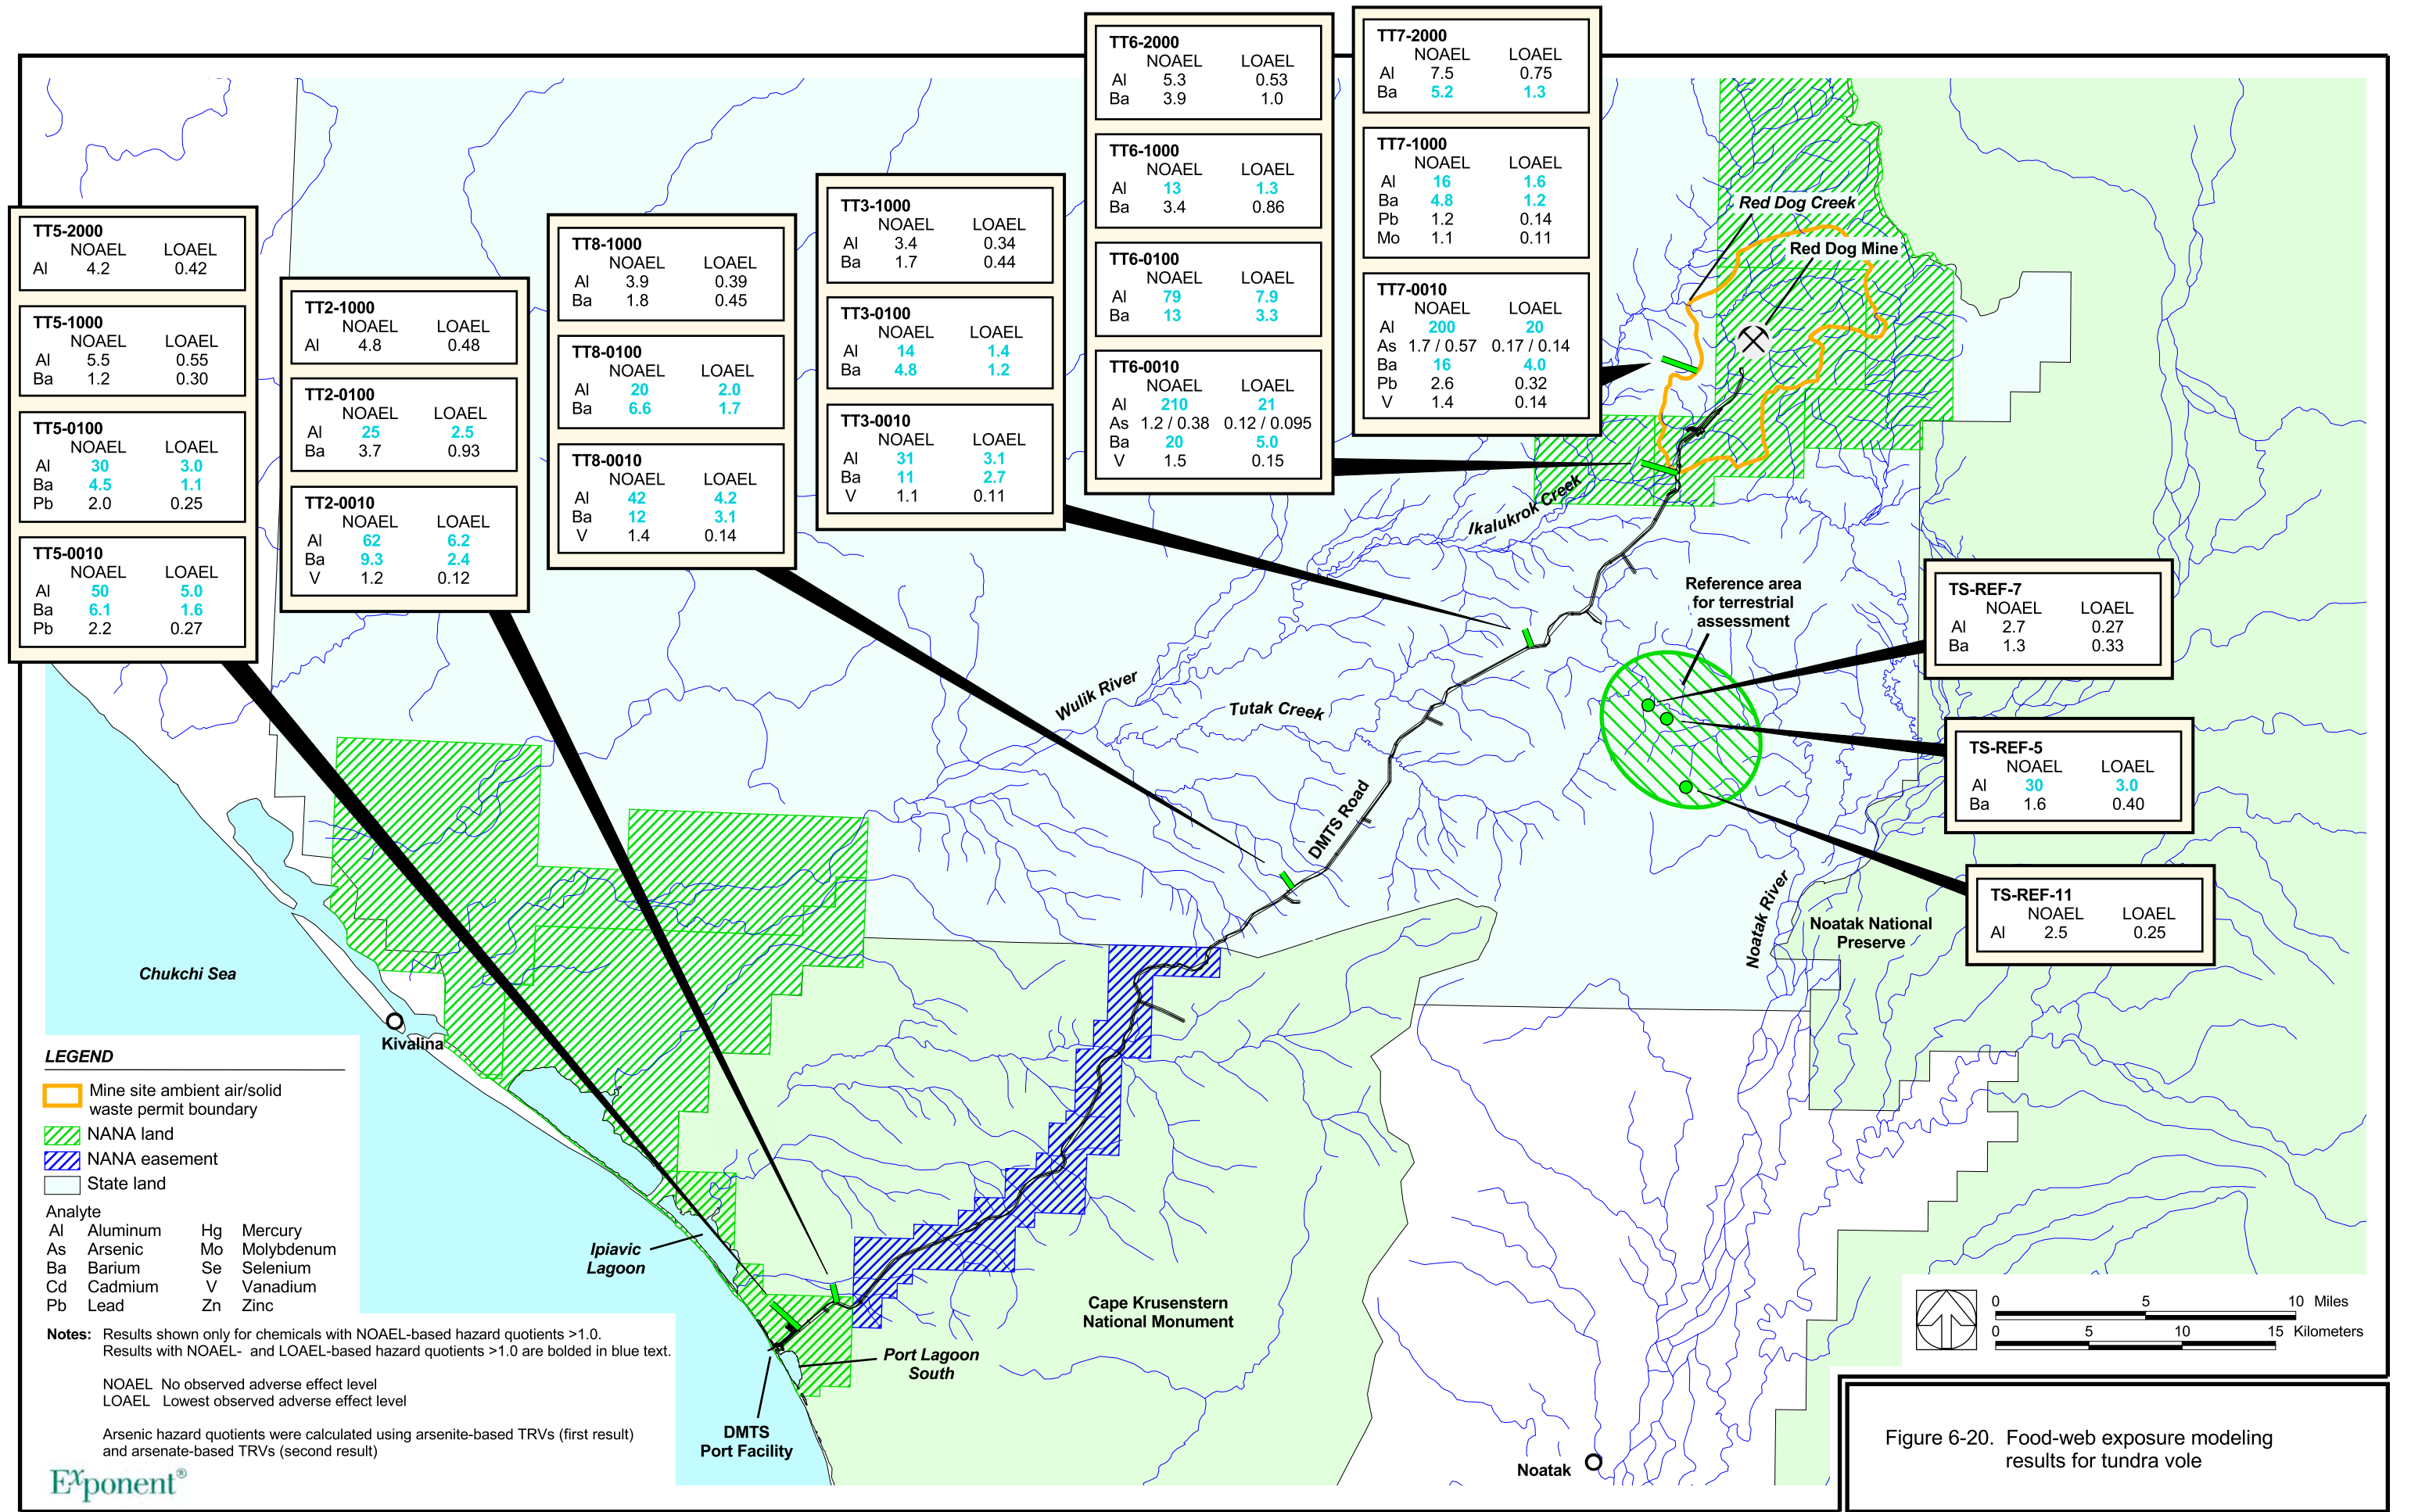 TT5-2000
NOAEL LOAEL
Al 4.2 0.42
TT5-1000
NOAEL LOAEL
Al 5.5 0.55
Ba 1.2 0.30
TT5-0100
NOAEL LOAEL
Al 30 3.0
Ba 4.5 1.1
Pb 2.0 0.25
TT5-0010
NOAEL LOAEL
Al 50 5.0
Ba 6.1 1.6
Pb 2.2 0.27
TT2-1000
NOAEL LOAEL
Al 4.8 0.48
TT2-0100
NOAEL LOAEL
Al 25 2.5
Ba 3.7 0.93
TT2-0010
NOAEL LOAEL
Al 62 6.2
Ba 9.3 2.4
V 1.2 0.12
TT8-1000
NOAEL LOAEL
Al 3.9 0.39
Ba 1.8 0.45
TT8-0100
NOAEL LOAEL
Al 20 2.0
Ba 6.6 1.7
TT8-0010
NOAEL LOAEL
Al 42 4.2
Ba 12 3.1
V 1.4 0.14
TT3-1000
NOAEL LOAEL
Al 3.4 0.34
Ba 1.7 0.44
TT3-0100
NOAEL LOAEL
Al 14 1.4
Ba 4.8 1.2
TT3-0010
NOAEL LOAEL
Al 31 3.1
Ba 11 2.7
V 1.1 0.11
TT6-2000
NOAEL LOAEL
Al 5.3 0.53
Ba 3.9 1.0
TT6-1000
NOAEL LOAEL
Al 13 1.3
Ba 3.4 0.86
TT6-0100
NOAEL LOAEL
Al 79 7.9
Ba 13 3.3
TT6-0010
NOAEL LOAEL
Al 210 21
As 1.2 / 0.38 0.12 / 0.095
Ba 20 5.0
V 1.5 0.15
TT7-2000
NOAEL LOAEL
Al 7.5 0.75
Ba 5.2 1.3
TT7-1000
NOAEL LOAEL
Al 16 1.6
Ba 4.8 1.2
Pb 1.2 0.14
Mo 1.1 0.11
TT7-0010
NOAEL LOAEL
Al 200 20
As 1.7 / 0.57 0.17 / 0.14
Ba 16 4.0
Pb 2.6 0.32
V 1.4 0.14
Red Dog Creek
Red Dog Mine
Ikalukrok Creek
Reference area
for terrestrial
assessment
TS-REF-7
NOAEL LOAEL
Al 2.7 0.27
Ba 1.3 0.33
TS-REF-5
NOAEL LOAEL
Al 30 3.0
Ba 1.6 0.40
TS-REF-11
NOAEL LOAEL
Al 2.5 0.25
Wulik River
Tutak Creek
DMTS Road
Noatak River
Noatak National
Preserve
Chukchi Sea
Kivalina
Ipiavic
Lagoon
Cape Krusenstern
National Monument
Port Lagoon
South
DMTS
Port Facility
Noatak
LEGEND
Mine site ambient air/solid
waste permit boundary
NANA land
NANA easement
State land
Analyte
Al Aluminum Hg Mercury
As Arsenic Mo Molybdenum
Ba Barium Se Selenium
Cd Cadmium V Vanadium
Pb Lead Zn Zinc
Notes: Results shown only for chemicals with NOAEL-based hazard quotients >1.0.
Results with NOAEL- and LOAEL-based hazard quotients >1.0 are bolded in blue text.
NOAEL No observed adverse effect level
LOAEL Lowest observed adverse effect level
Arsenic hazard quotients were calculated using arsenite-based TRVs (first result)
and arsenate-based TRVs (second result)
Exponent®
0 5 10 Miles
0 5 10 15 Kilometers
Figure 6-20. Food-web exposure modeling
results for tundra vole